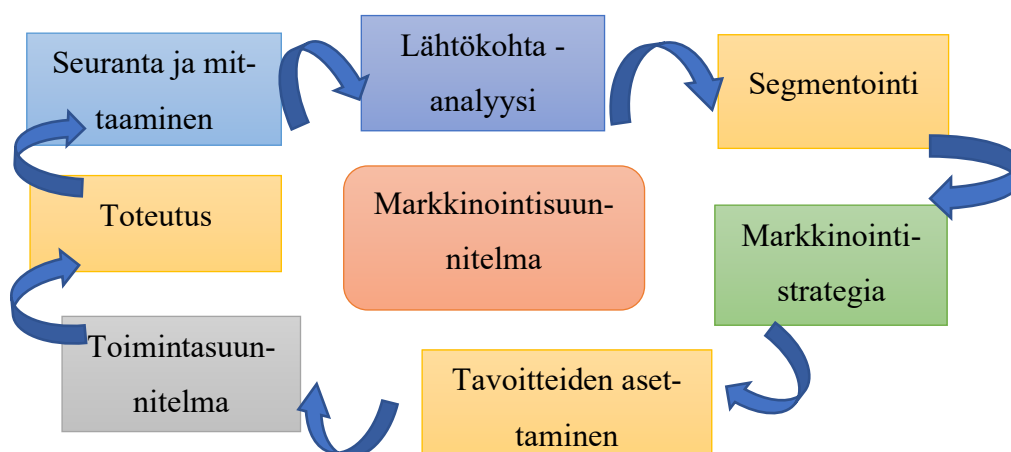 Seuranta ja mit-
taaminen
Lähtökohta -
analyysi
Segmentointi
Markkinointi-
strategia
Tavoitteiden aset-
taminen
Toimintasuun-
nitelma
Toteutus
Markkinointisuun-
nitelma